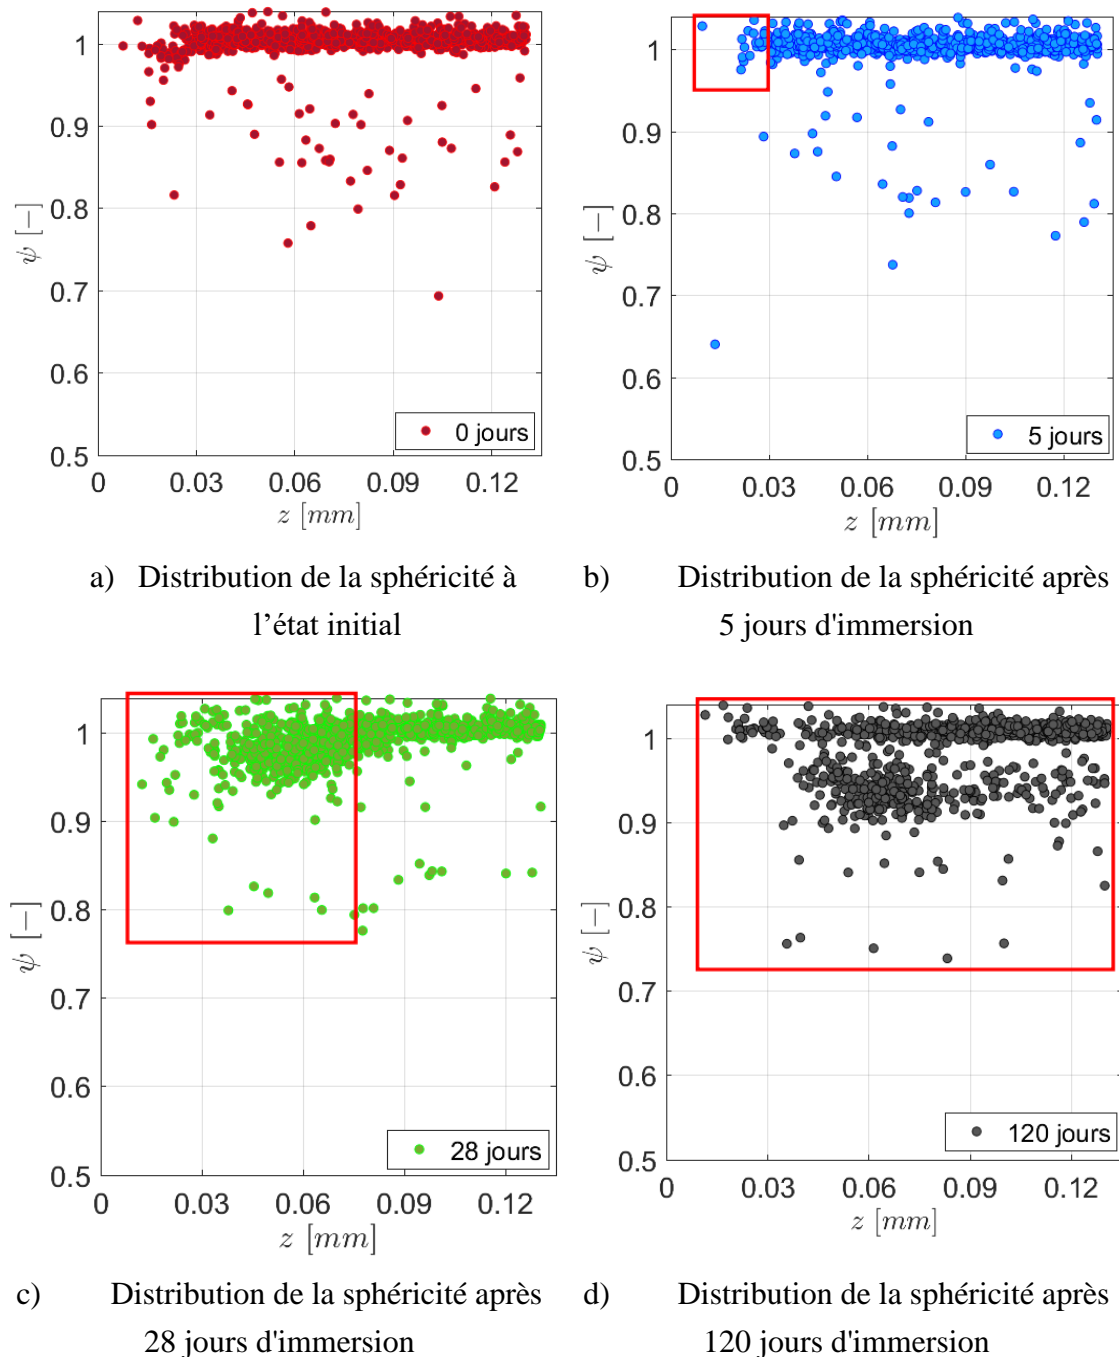 1
0.9
0.8
0.7
0.6
0.5
ψ [−]
0 jours
0 0.03 0.06 0.09 0.12
z [mm]
a) Distribution de la sphéricité à
l’état initial
1
0.9
0.8
0.7
0.6
0.5
ψ [−]
5 jours
0 0.03 0.06 0.09 0.12
z [mm]
b) Distribution de la sphéricité après
5 jours d'immersion
1
0.9
0.8
0.7
0.6
0.5
ψ [−]
28 jours
0 0.03 0.06 0.09 0.12
z [mm]
c) Distribution de la sphéricité après
28 jours d'immersion
1
0.9
0.8
0.7
0.6
0.5
ψ [−]
120 jours
0 0.03 0.06 0.09 0.12
z [mm]
d) Distribution de la sphéricité après
120 jours d'immersion